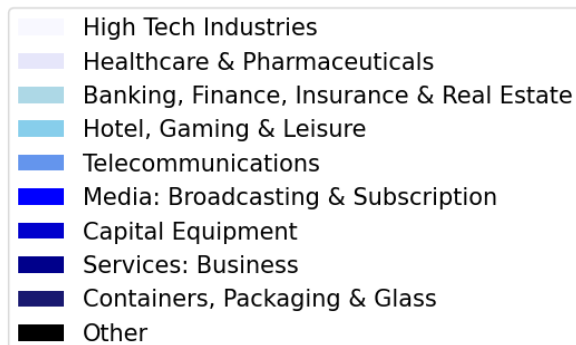 High Tech Industries
Healthcare & Pharmaceuticals
Banking, Finance, Insurance & Real Estate
Hotel, Gaming & Leisure
Telecommunications
Media: Broadcasting & Subscription
Capital Equipment
Services: Business
Containers, Packaging & Glass
Other